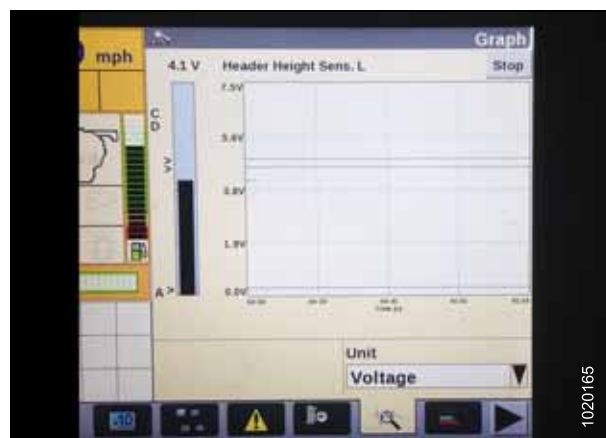 mph
Graph
4.1 V
Header Height Sens. L
Stop
7.5V
C
D
5.6V
3.8V
1.9V
A
0.0V
Unit
Voltage
1020165